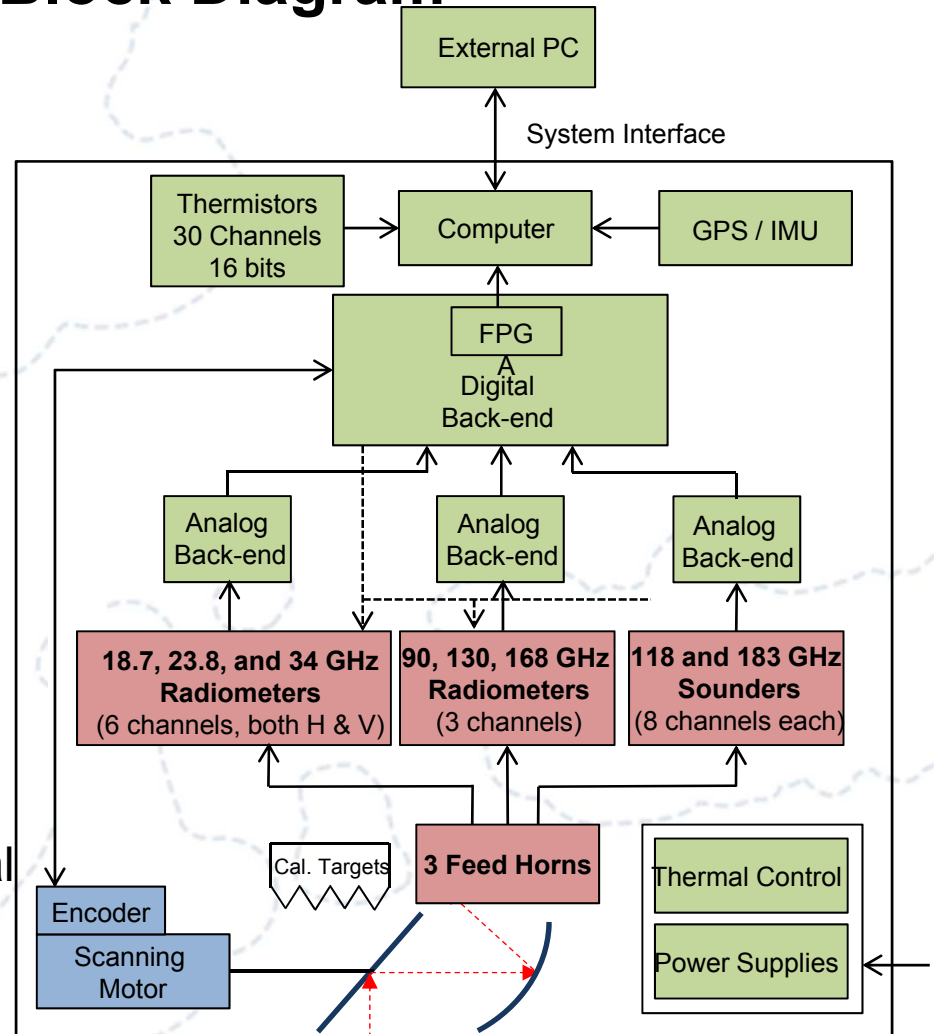 Block Diagram
External PC
System Interface
Thermistors
30 Channels
16 bits
Computer
GPS / IMU
FPG
A
Digital
Back-end
Analog
Back-end
Analog
Back-end
Analog
Back-end
18.7, 23.8, and 34 GHz
Radiometers
(6 channels, both H & V)
90, 130, 168 GHz
Radiometers
(3 channels)
118 and 183 GHz
Sounders
(8 channels each)
al
Cal. Targets
3 Feed Horns
Thermal Control
Encoder
Scanning
Motor
Power Supplies